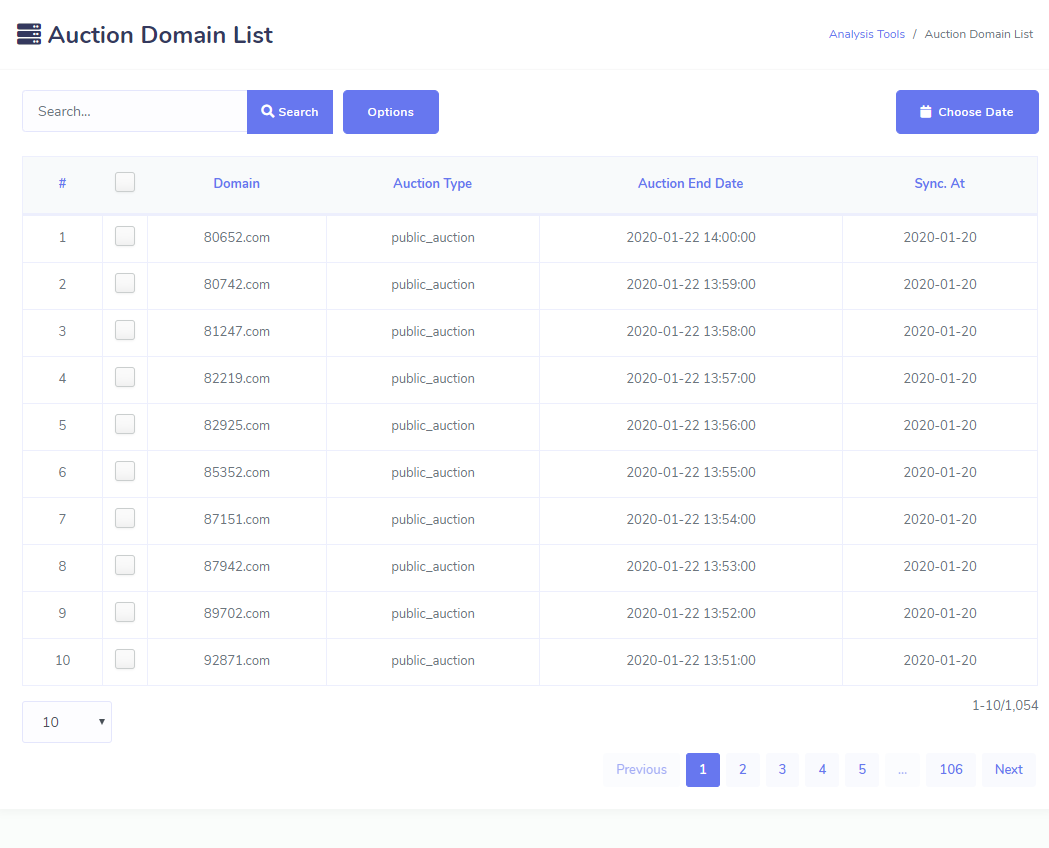 Auction Domain List
Analysis Tools / Auction Domain List
Search... Search Options Choose Date
# Domain Auction Type Auction End Date Sync. At
1 80652.com public_auction 2020-01-22 14:00:00 2020-01-20
2 80742.com public_auction 2020-01-22 13:59:00 2020-01-20
3 81247.com public_auction 2020-01-22 13:58:00 2020-01-20
4 82219.com public_auction 2020-01-22 13:57:00 2020-01-20
5 82925.com public_auction 2020-01-22 13:56:00 2020-01-20
6 85352.com public_auction 2020-01-22 13:55:00 2020-01-20
7 87151.com public_auction 2020-01-22 13:54:00 2020-01-20
8 87942.com public_auction 2020-01-22 13:53:00 2020-01-20
9 89702.com public_auction 2020-01-22 13:52:00 2020-01-20
10 92871.com public_auction 2020-01-22 13:51:00 2020-01-20
10
1-10/1,054
Previous 1 2 3 4 5 ... 106 Next